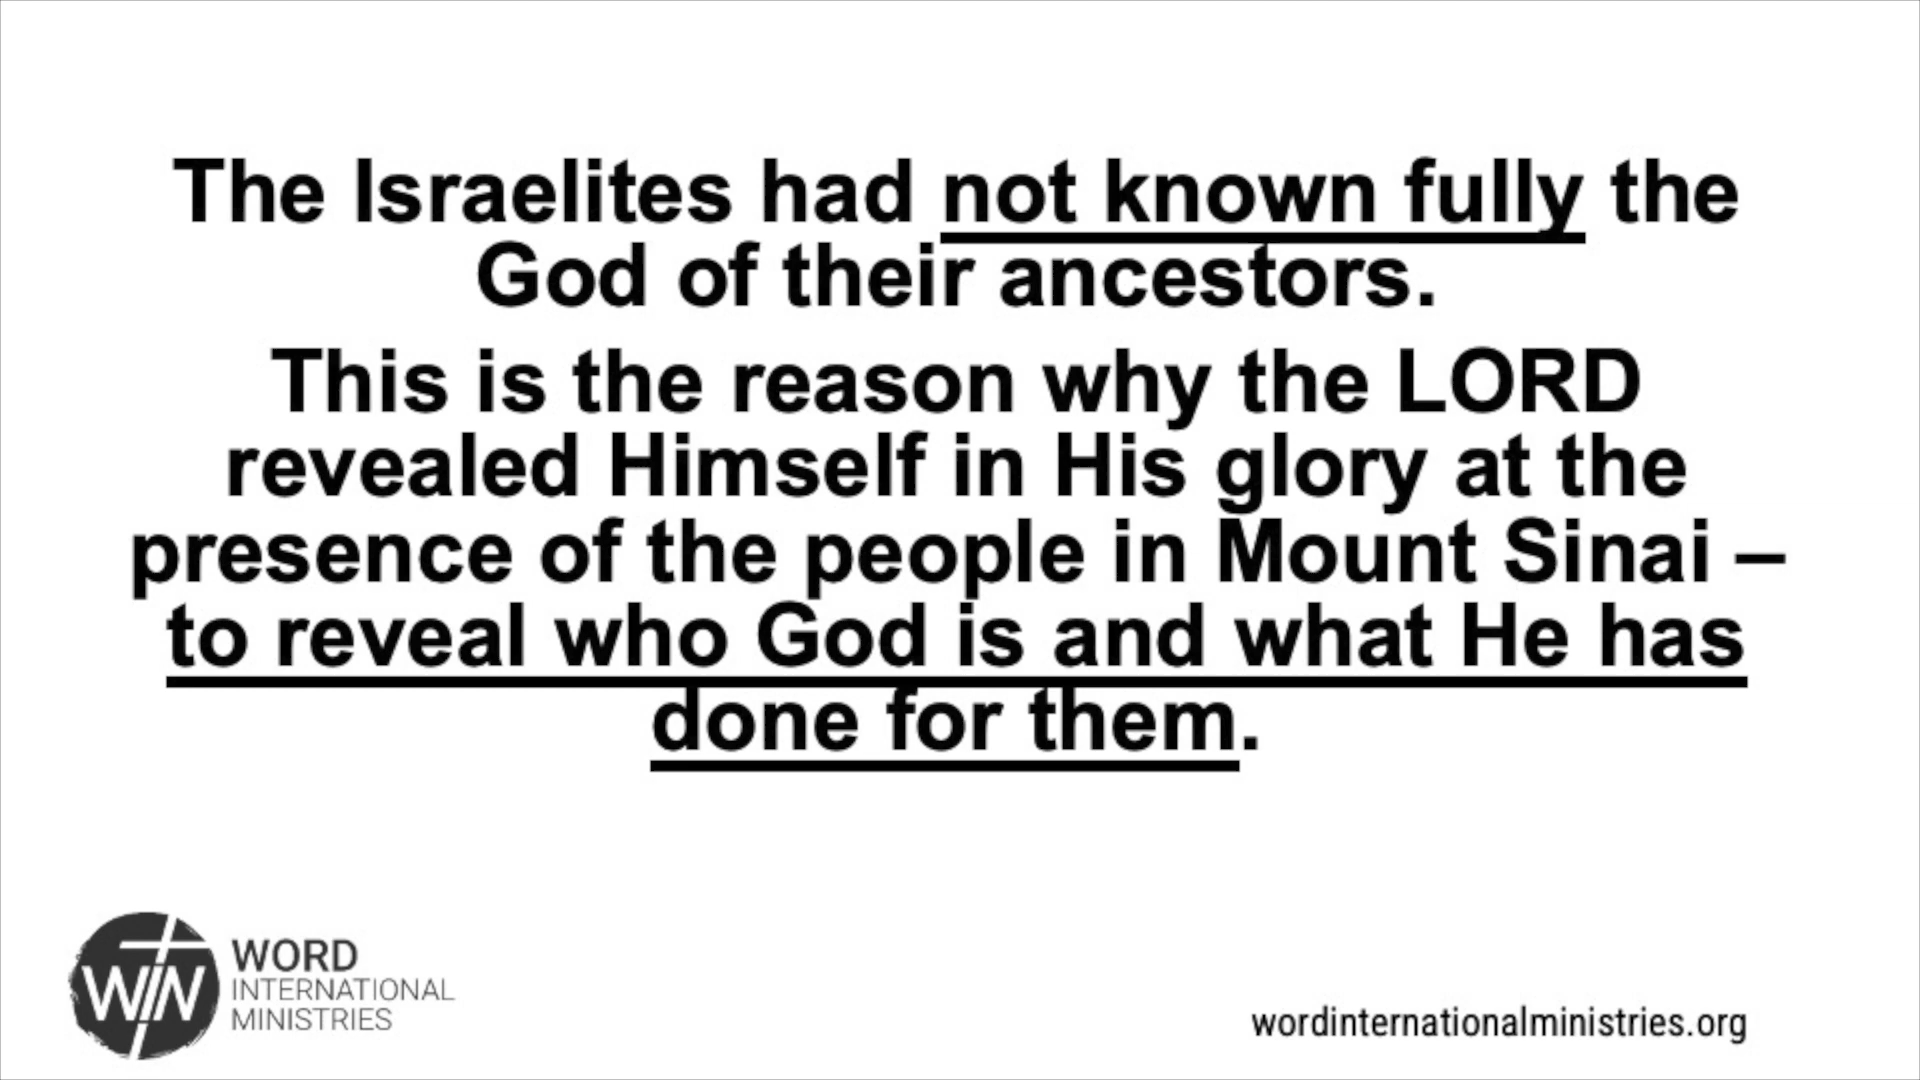 The Israelites had not known fully the
God of their ancestors.
This is the reason why the LORD
revealed Himself in His glory at the
presence of the people in Mount Sinai –
to reveal who God is and what He has
done for them.
WIN
WORD
INTERNATIONAL
MINISTRIES
wordinternationalministries.org